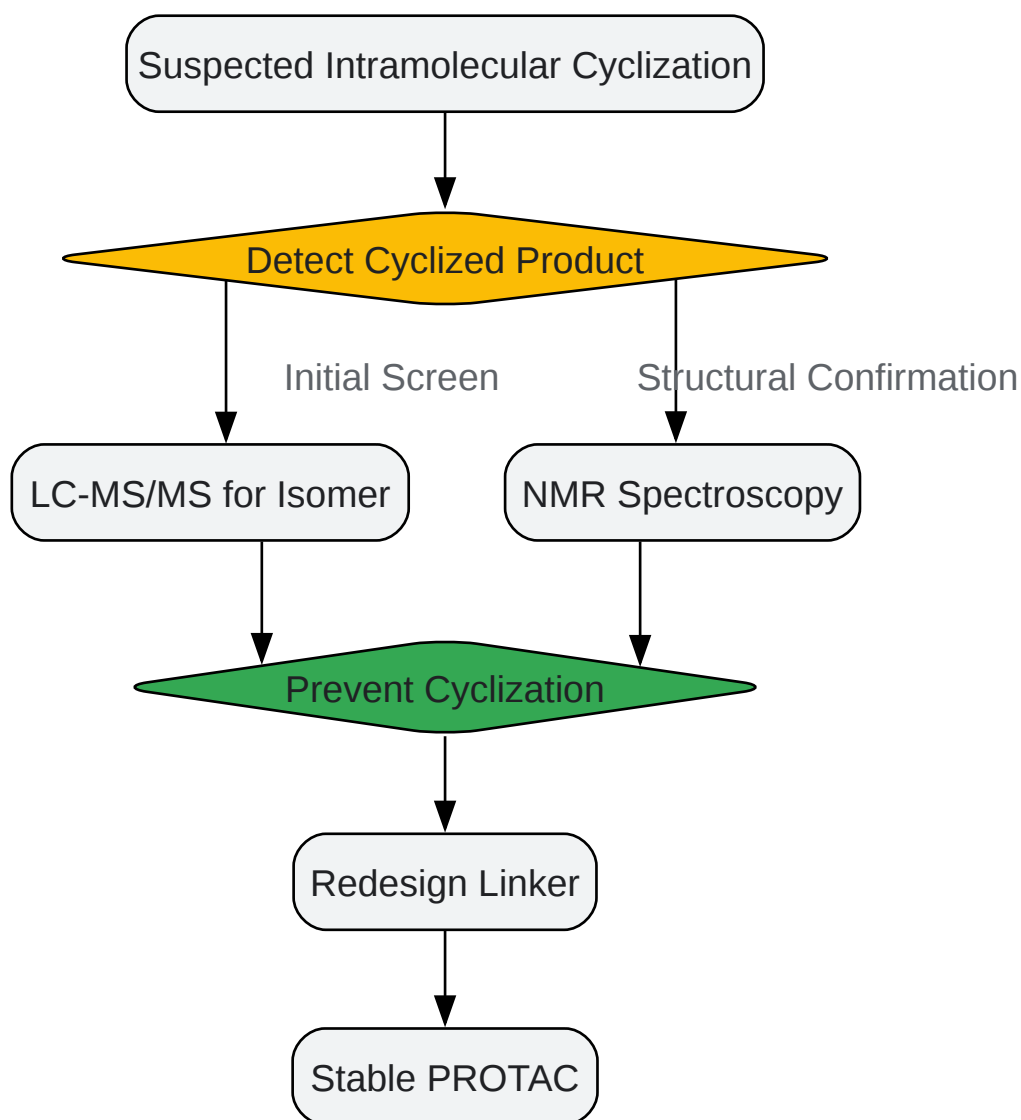 Suspected Intramolecular Cyclization
Detect Cyclized Product
Initial Screen
Structural Confirmation
LC-MS/MS for Isomer
NMR Spectroscopy
Prevent Cyclization
Redesign Linker
Stable PROTAC